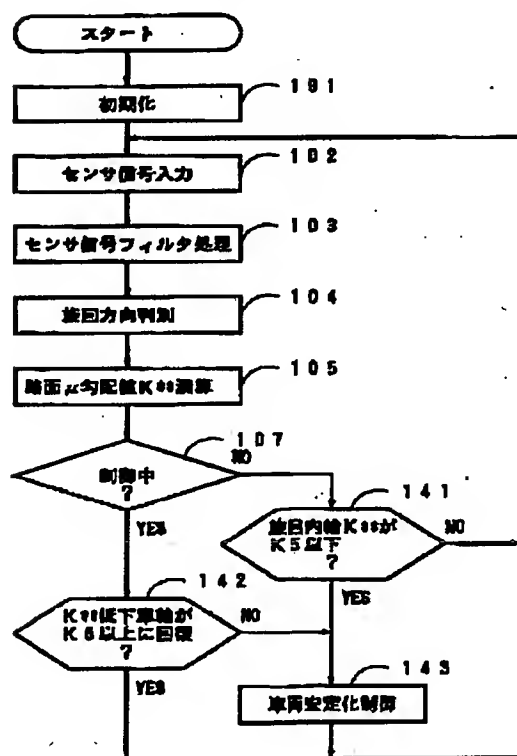 スタート
初期化
101
センサ信号入力
102
センサ信号フィルタ処理
103
旋回方向判別
104
路面μ勾配値K**演算
105
107
制御中
?
NO
YES
141
旋回内輪K**が
K5以下
?
NO
YES
142
K**低下車輪が
K6以上に回復
?
NO
YES
143
車両安定化制御